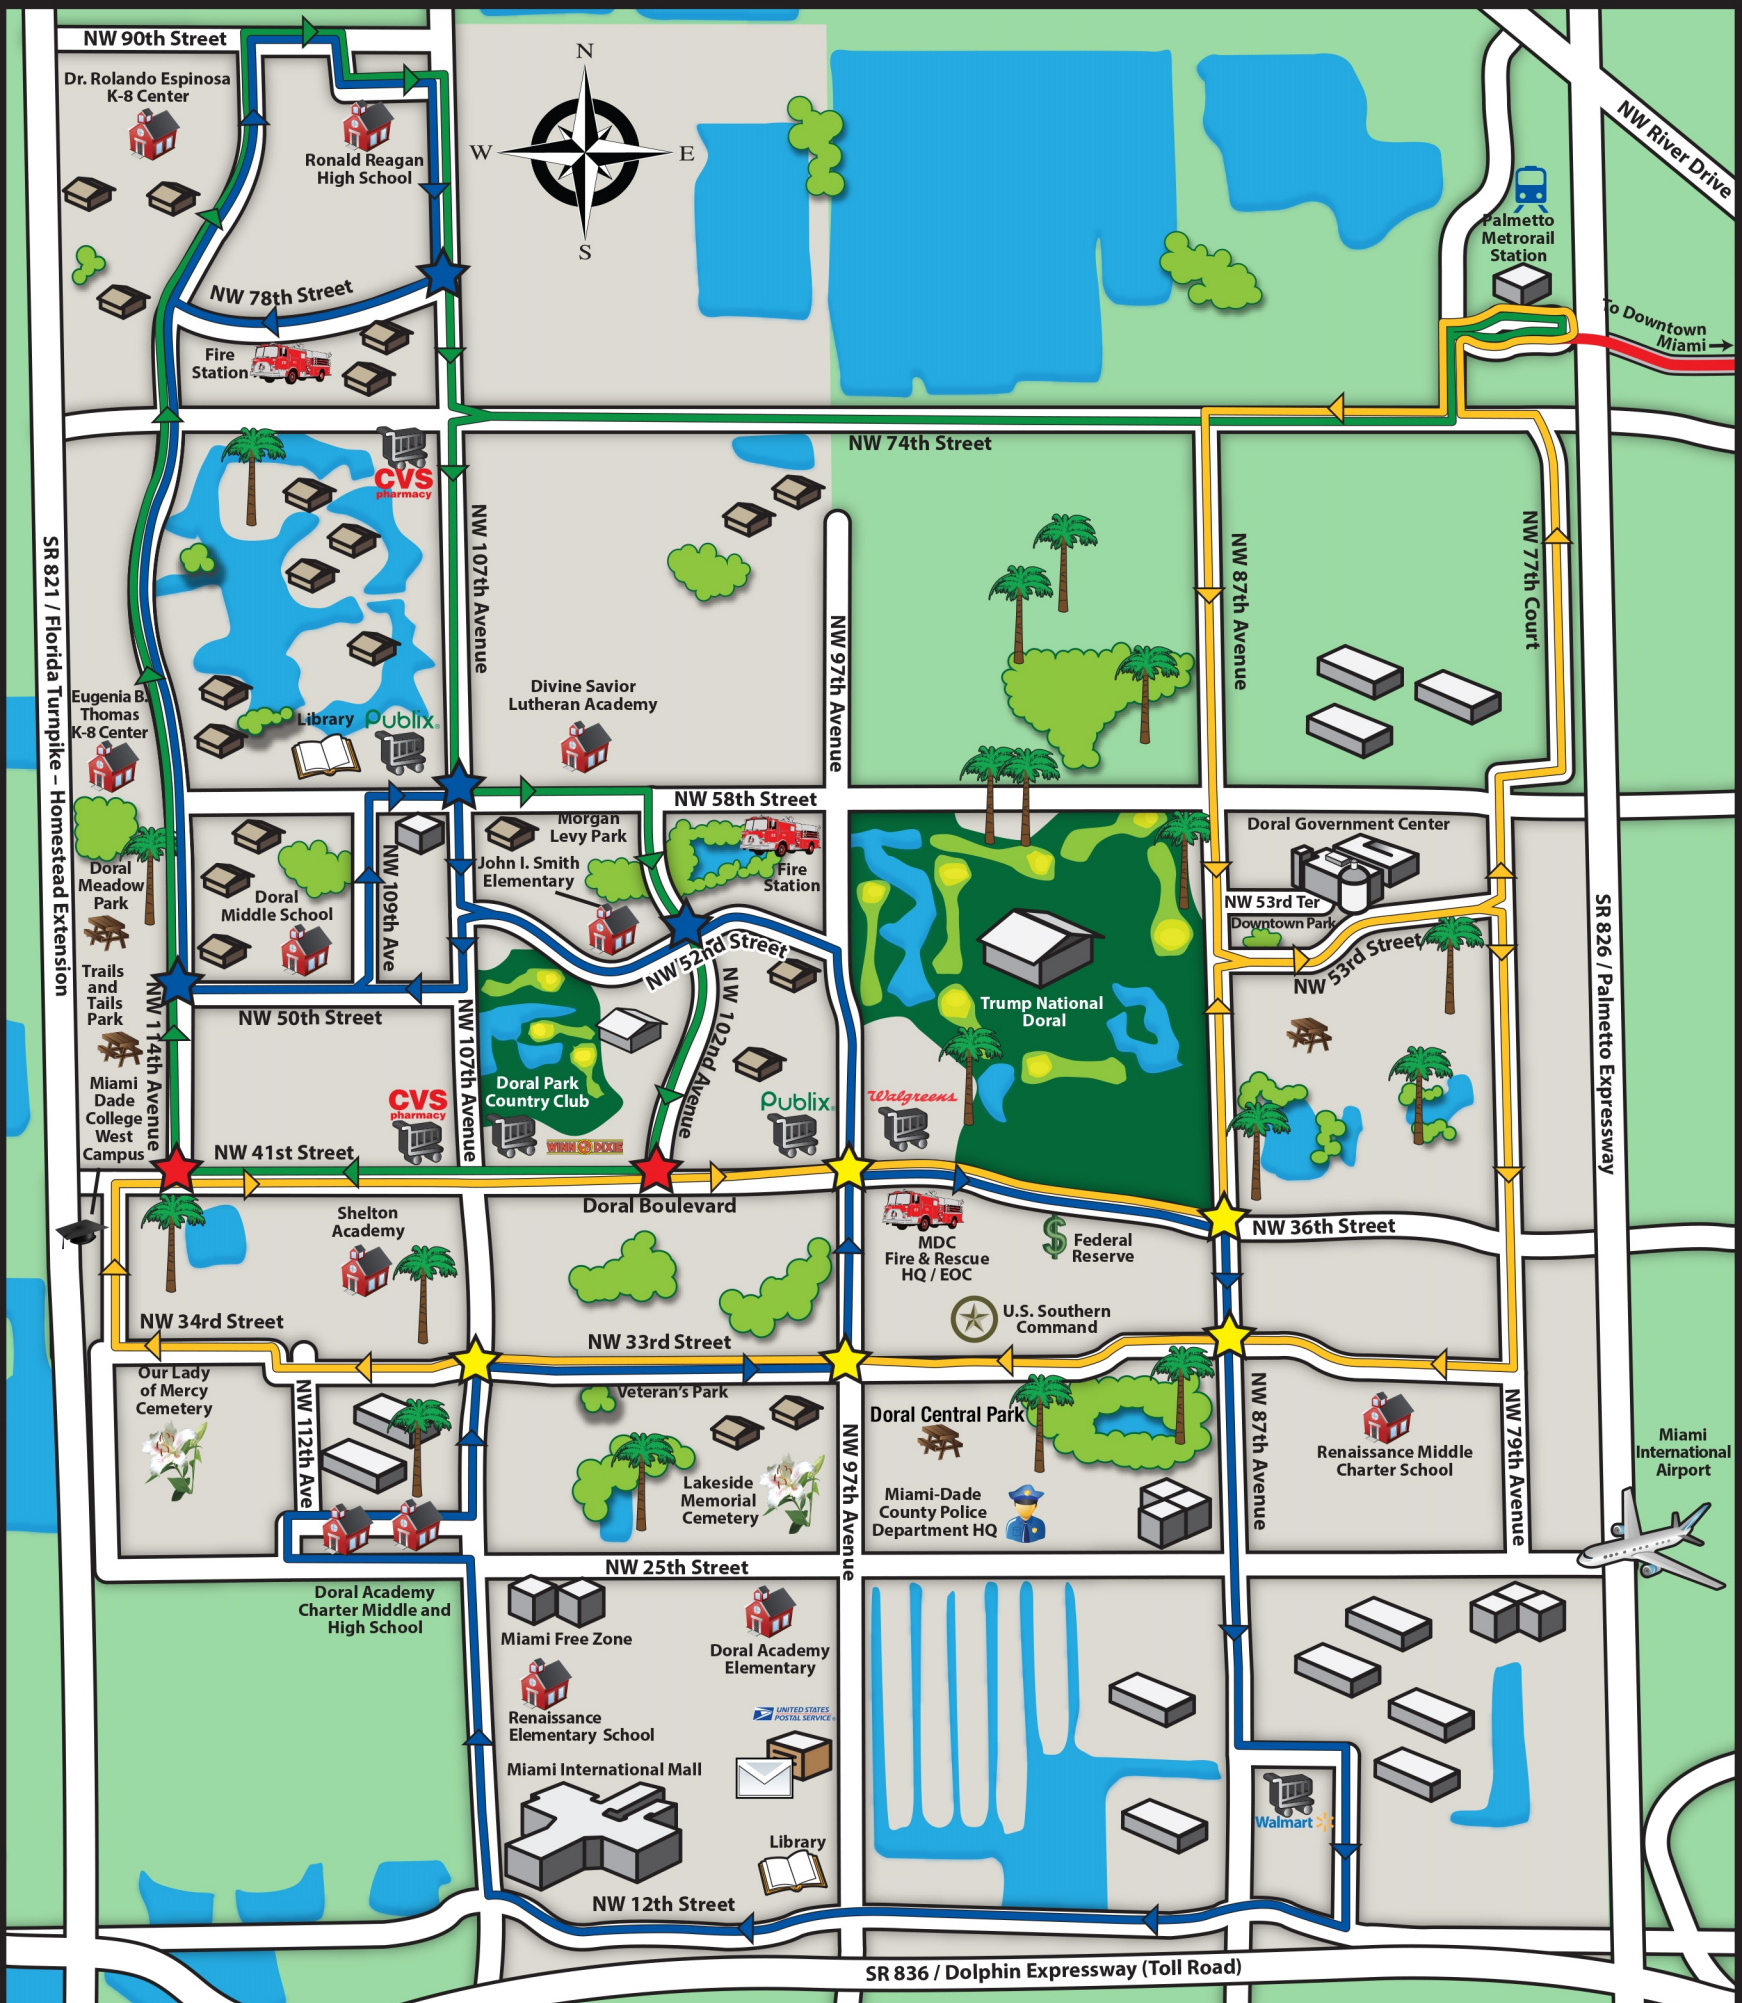 NW 90th Street
Dr. Rolando Espinosa
K-8 Center
Ronald Reagan
High School
N
W
E
S
NW River Drive
Palmetto
Metrorail
Station
To Downtown
Miami
NW 78th Street
Fire
Station
NW 74th Street
CVS
pharmacy
NW 107th Avenue
SR 821 / Florida Turnpike – Homestead Extension
NW 97th Avenue
NW 87th Avenue
NW 77th Court
Divine Savior
Lutheran Academy
Eugenia B.
Thomas
K-8 Center
Library
Publix
NW 58th Street
Morgan
Levy Park
John I. Smith
Elementary
Fire
Station
Doral Government Center
NW 53rd Ter
Downtown Park
NW 53rd Street
Doral
Meadow
Park
Doral
Middle School
NW 109th Ave
NW 52nd Street
Trails
and
Tails
Park
NW 114th Avenue
NW 50th Street
NW 107th Avenue
NW 102nd Avenue
Trump National
Doral
SR 826 / Palmetto Expressway
Doral Park
Country Club
Miami
Dade
College
West
Campus
CVS
pharmacy
WINN DIXIE
Publix
Walgreens
NW 41st Street
Doral Boulevard
NW 36th Street
Shelton
Academy
MDC
Fire & Rescue
HQ / EOC
Federal
Reserve
U.S. Southern
Command
NW 34rd Street
NW 33rd Street
Our Lady
of Mercy
Cemetery
NW 112th Ave
Veteran's Park
Doral Central Park
NW 97th Avenue
NW 87th Avenue
NW 79th Avenue
Renaissance Middle
Charter School
Miami
International
Airport
Lakeside
Memorial
Cemetery
Miami-Dade
County Police
Department HQ
NW 25th Street
Doral Academy
Charter Middle and
High School
Miami Free Zone
Doral Academy
Elementary
Renaissance
Elementary School
UNITED STATES
POSTAL SERVICE
Miami International Mall
Walmart
Library
NW 12th Street
SR 836 / Dolphin Expressway (Toll Road)